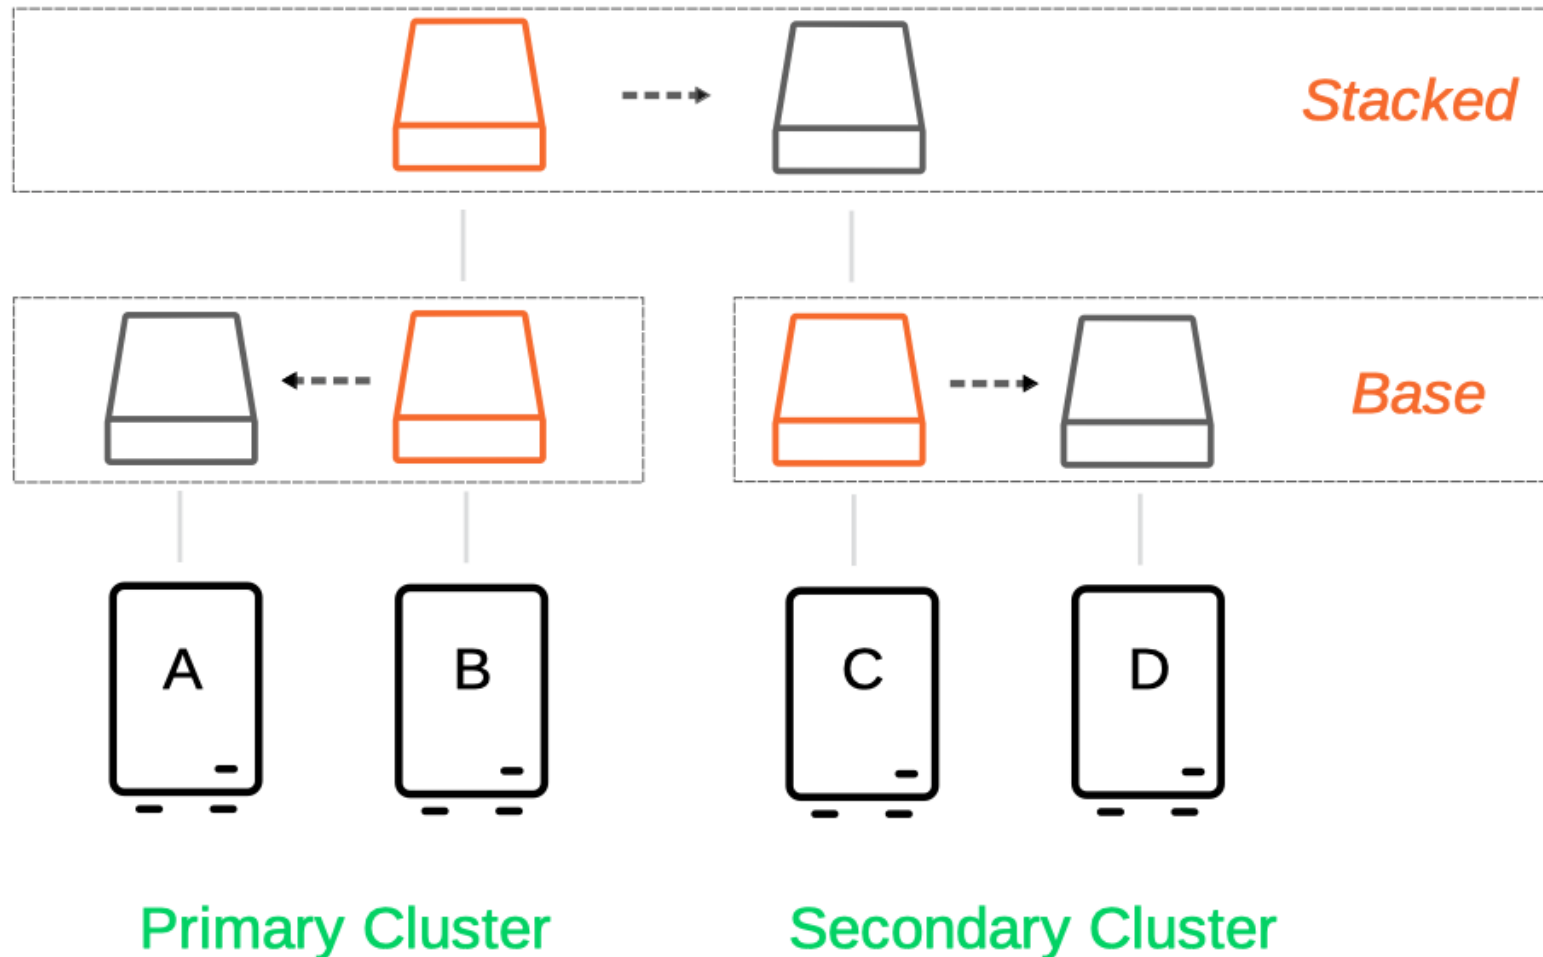 Stacked
Base
A
B
C
D
Primary Cluster
Secondary Cluster